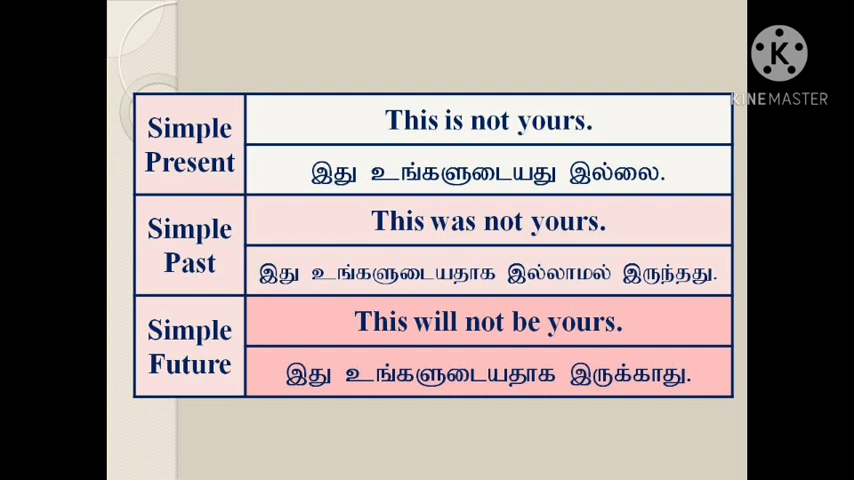 K
KINEMASTER
Simple
Present
This is not yours.
இது உங்களுடையது இல்லை.
Simple
Past
This was not yours.
இது உங்களுடையதாக இல்லாமல் இருந்தது.
Simple
Future
This will not be yours.
இது உங்களுடையதாக இருக்காது.